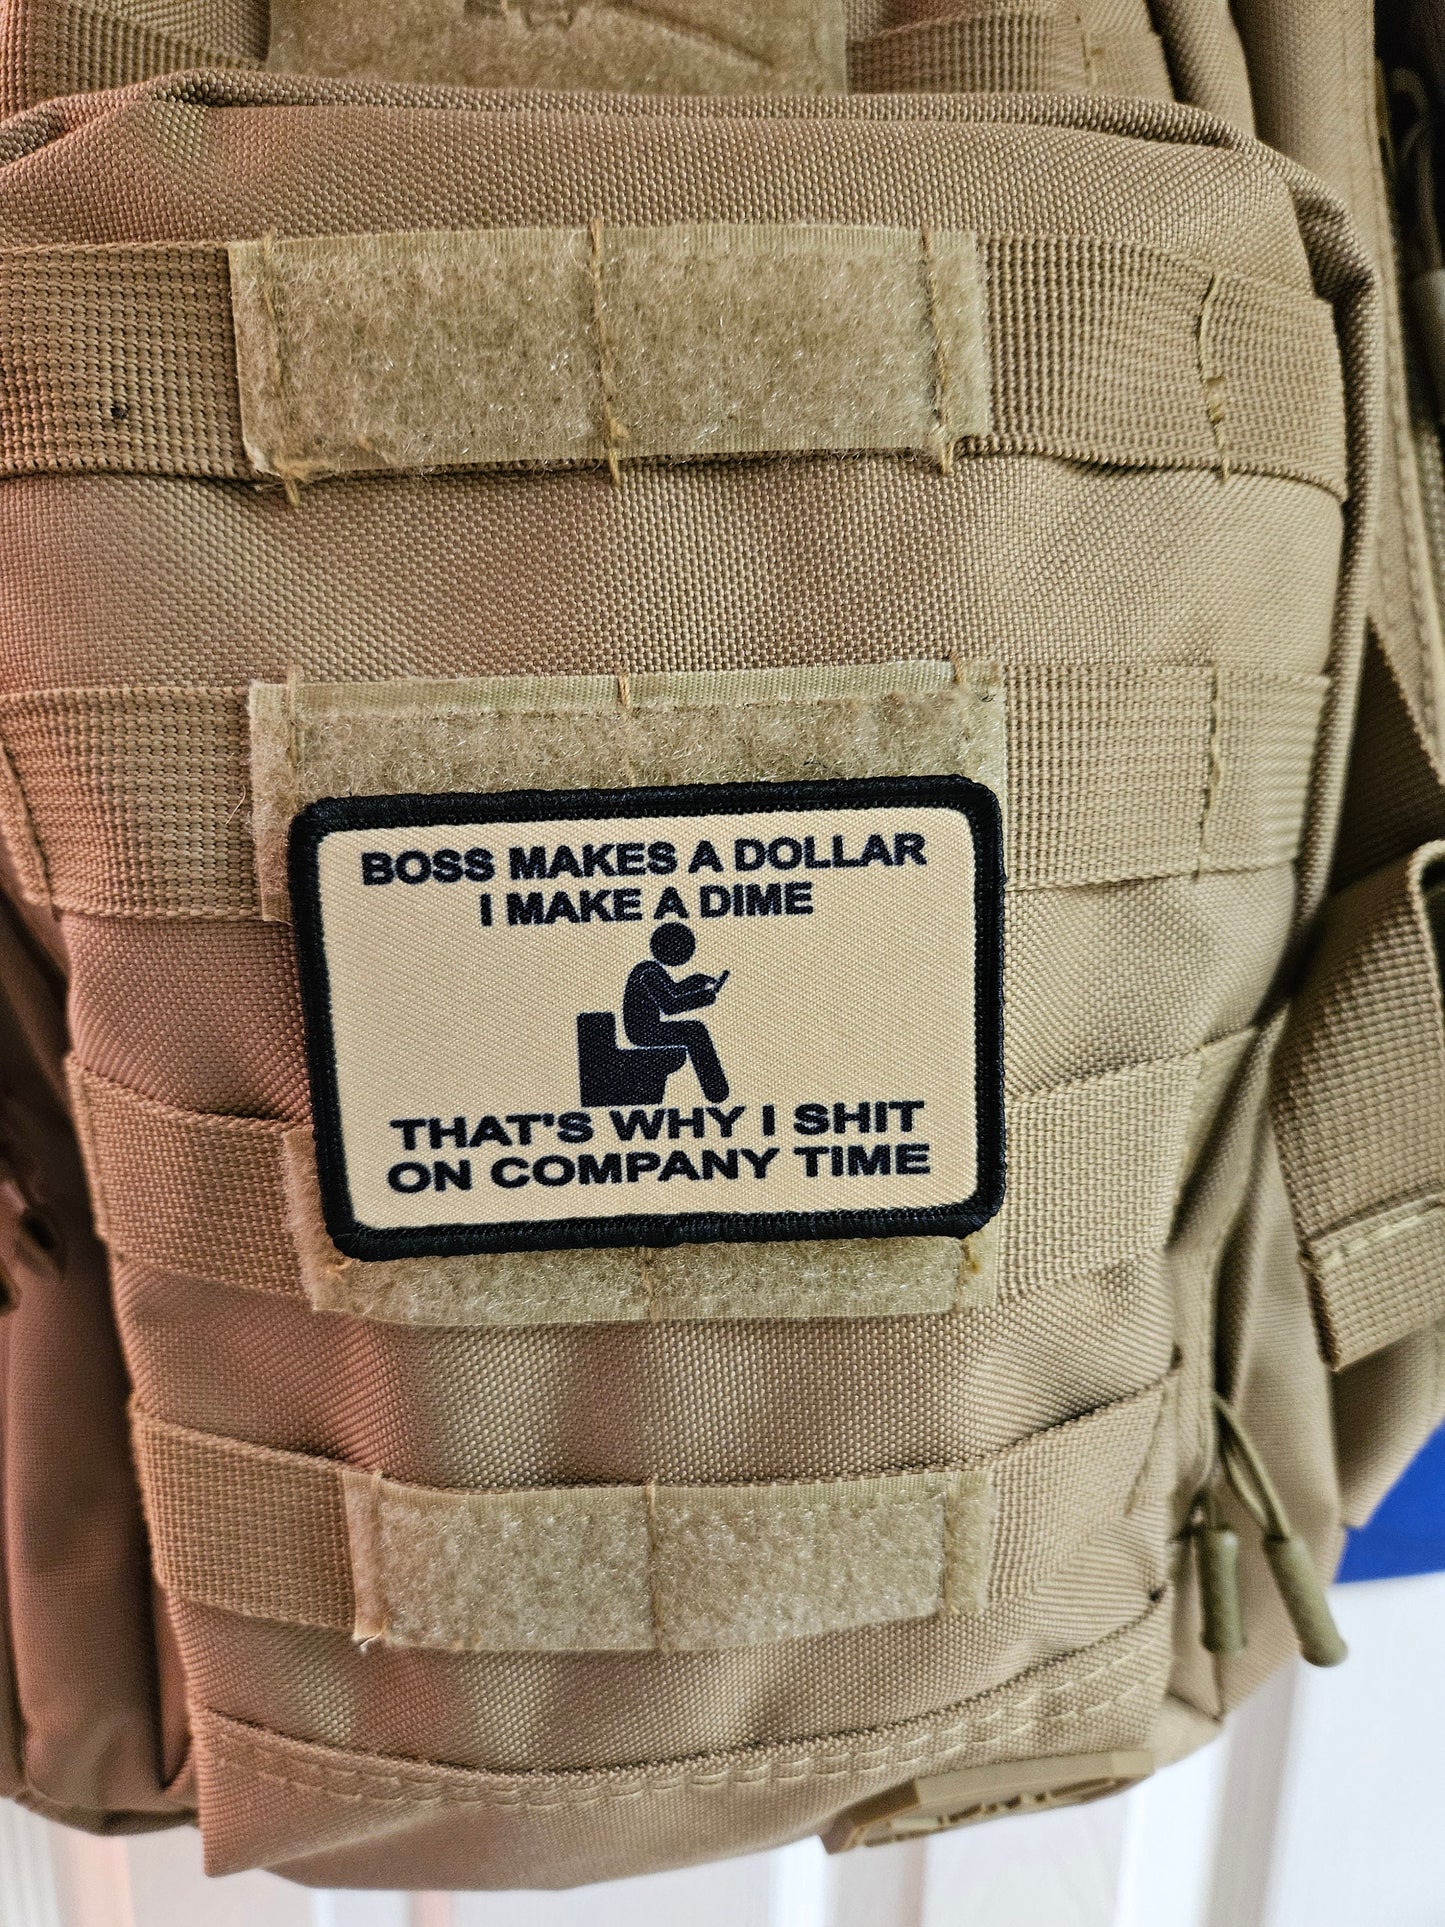 BOSS MAKES A DOLLAR
I MAKE A DIME
THAT'S WHY I SHIT
ON COMPANY TIME